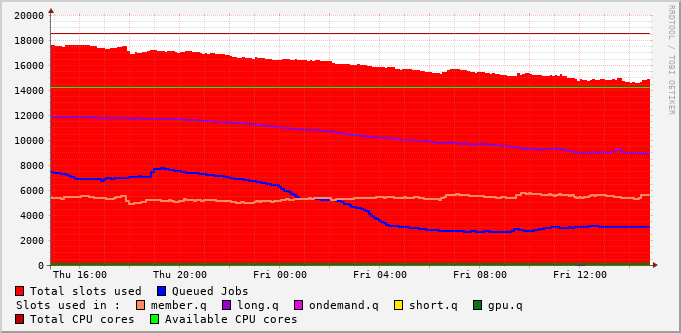 20000
18000
16000
14000
12000
10000
8000
6000
4000
2000
0
Thu 16:00 Thu 20:00 Fri 00:00 Fri 04:00 Fri 08:00 Fri 12:00
RRDTOOL / TOBI OETIKER
Total slots used Queued Jobs
Slots used in : member.q long.q ondemand.q short.q gpu.q
Total CPU cores Available CPU cores